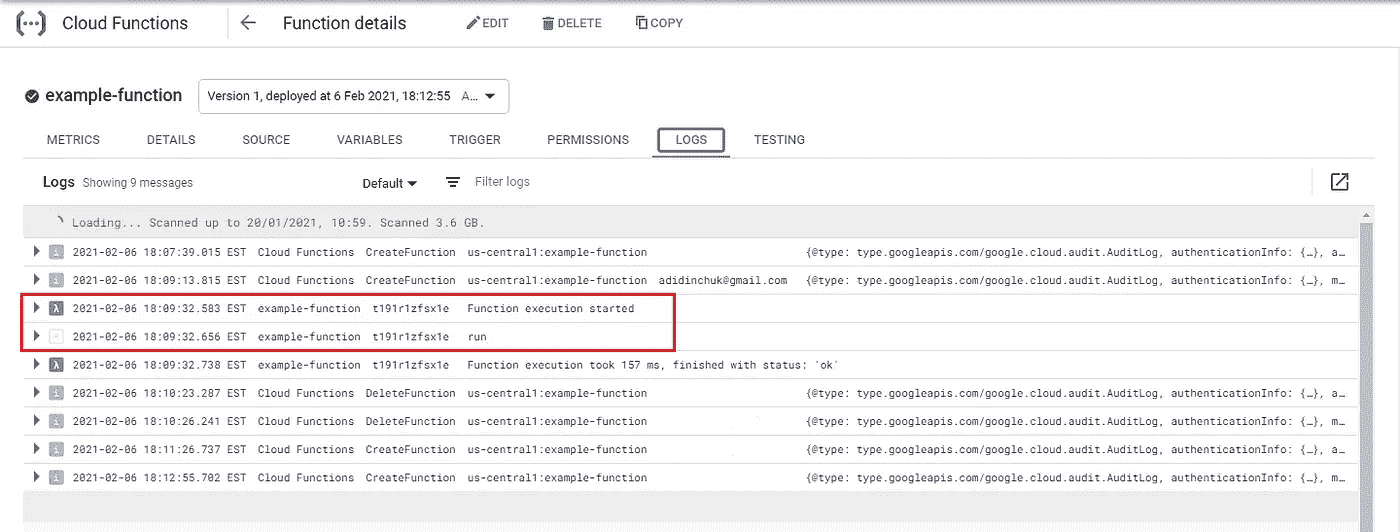 (···) Cloud Functions ← Function details EDIT DELETE COPY
example-function Version 1, deployed at 6 Feb 2021, 18:12:55 A...
METRICS DETAILS SOURCE VARIABLES TRIGGER PERMISSIONS LOGS TESTING
Logs Showing 9 messages Default Filter logs
Loading... Scanned up to 20/01/2021, 10:59. Scanned 3.6 GB.
2021-02-06 18:07:39.015 EST Cloud Functions CreateFunction us-central1:example-function {@type: type.googleapis.com/google.cloud.audit.AuditLog, authenticationInfo: {…}, a…
2021-02-06 18:09:13.815 EST Cloud Functions CreateFunction us-central1:example-function adidinchuk@gmail.com {@type: type.googleapis.com/google.cloud.audit.AuditLog, authenticationInfo: {…}, m…
λ 2021-02-06 18:09:32.583 EST example-function t191r1zfsx1e Function execution started
2021-02-06 18:09:32.656 EST example-function t191r1zfsx1e run
λ 2021-02-06 18:09:32.738 EST example-function t191r1zfsx1e Function execution took 157 ms, finished with status: 'ok'
2021-02-06 18:10:23.287 EST Cloud Functions DeleteFunction us-central1:example-function {@type: type.googleapis.com/google.cloud.audit.AuditLog, authenticationInfo: {…}, a…
2021-02-06 18:10:26.241 EST Cloud Functions DeleteFunction us-central1:example-function {@type: type.googleapis.com/google.cloud.audit.AuditLog, authenticationInfo: {…}, m…
2021-02-06 18:11:26.737 EST Cloud Functions CreateFunction us-central1:example-function {@type: type.googleapis.com/google.cloud.audit.AuditLog, authenticationInfo: {…}, a…
2021-02-06 18:12:55.702 EST Cloud Functions CreateFunction us-central1:example-function {@type: type.googleapis.com/google.cloud.audit.AuditLog, authenticationInfo: {…}, m…